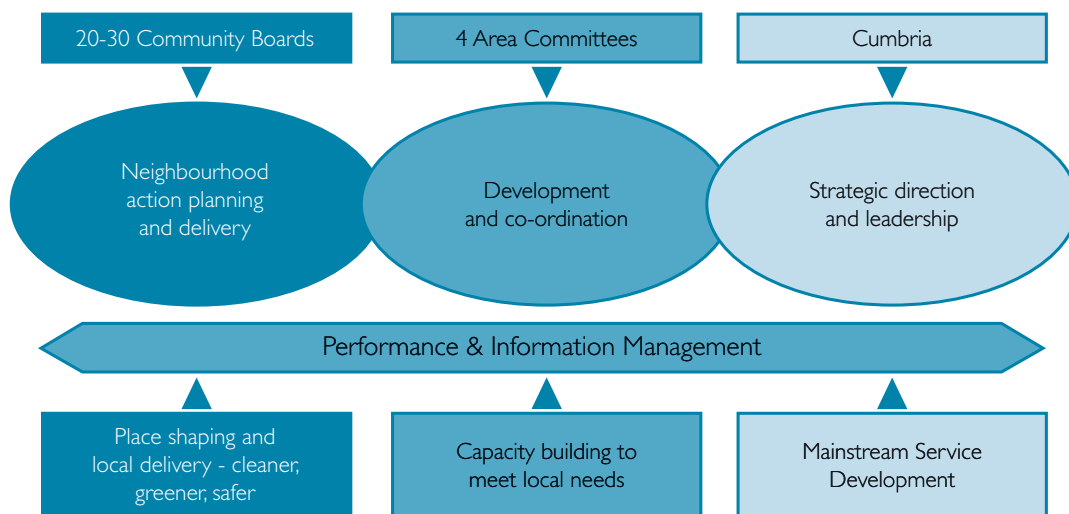 20-30 Community Boards
4 Area Committees
Cumbria
Neighbourhood
action planning
and delivery
Development
and co-ordination
Strategic direction
and leadership
Performance & Information Management
Place shaping and
local delivery - cleaner,
greener, safer
Capacity building to
meet local needs
Mainstream Service
Development